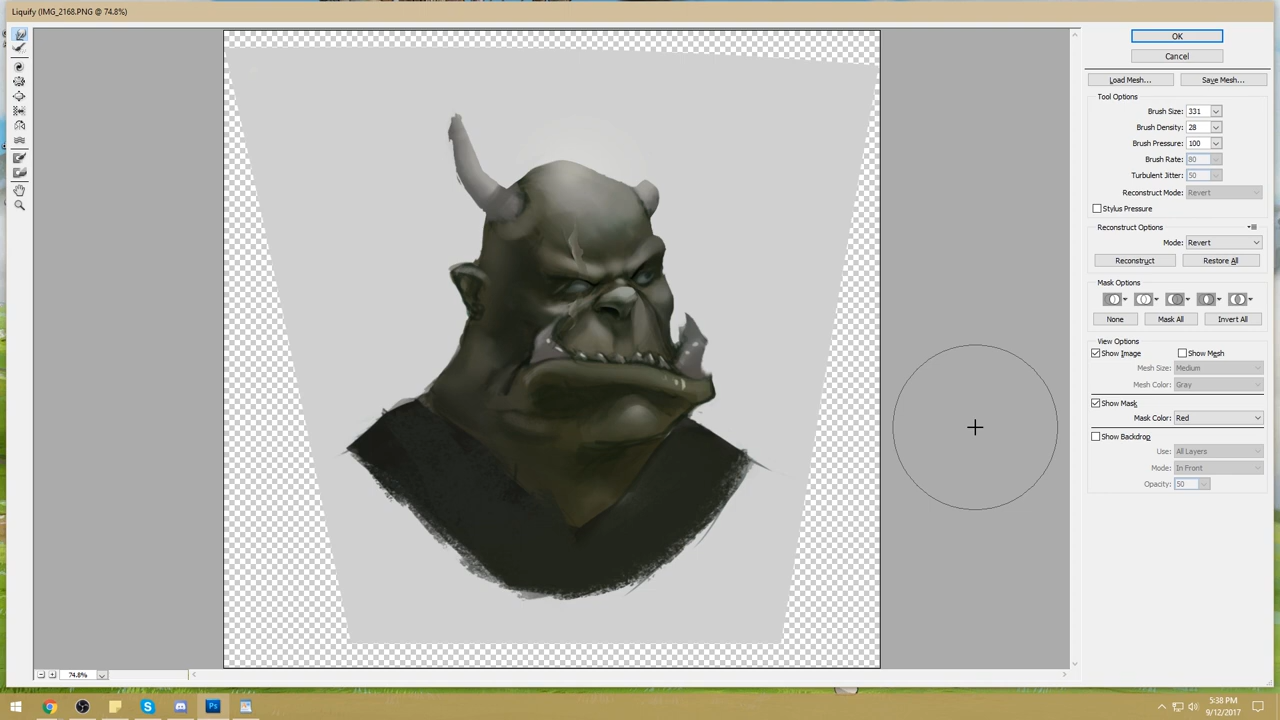 Liquify (IMG_2168.PNG @ 74.8%)
OK
Cancel
Load Mesh... Save Mesh...
Tool Options
Brush Size: 331
Brush Density: 28
Brush Pressure: 100
Brush Rate: 80
Turbulent Jitter: 50
Reconstruct Mode: Revert
Stylus Pressure
Reconstruct Options
Mode: Revert
Reconstruct Restore All
Mask Options
None Mask All Invert All
View Options
Show Image Show Mesh
Mesh Size: Medium
Mesh Color: Gray
Show Mask
Mask Color: Red
Show Backdrop
Use: All Layers
Mode: In Front
Opacity: 50
74.8%
Ps
5:38 PM
9/12/2017